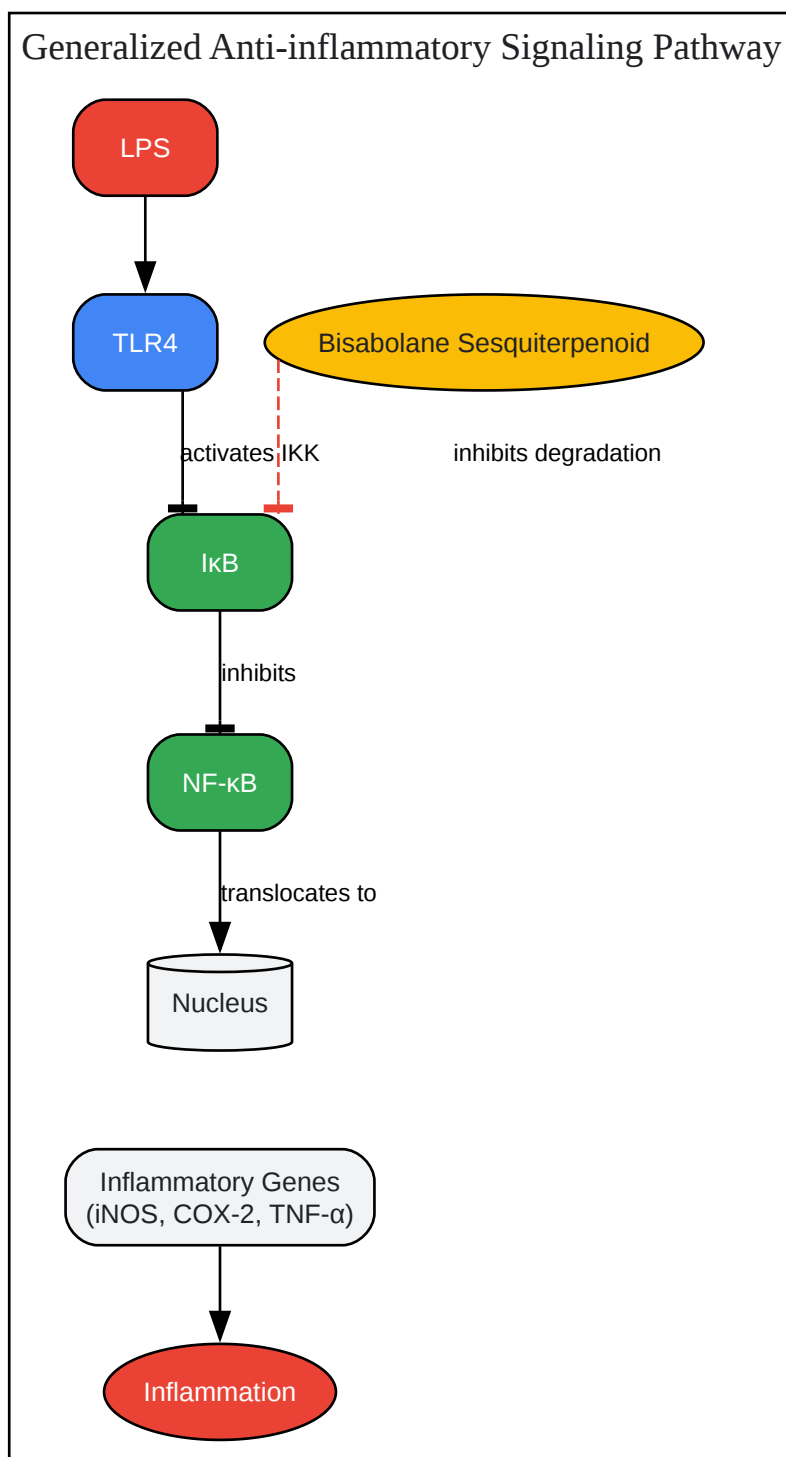 Generalized Anti-inflammatory Signaling Pathway
LPS
TLR4
Bisabolane Sesquiterpenoid
activates IKK
inhibits degradation
IκB
inhibits
NF-κB
translocates to
Nucleus
Inflammatory Genes
(iNOS, COX-2, TNF-α)
Inflammation